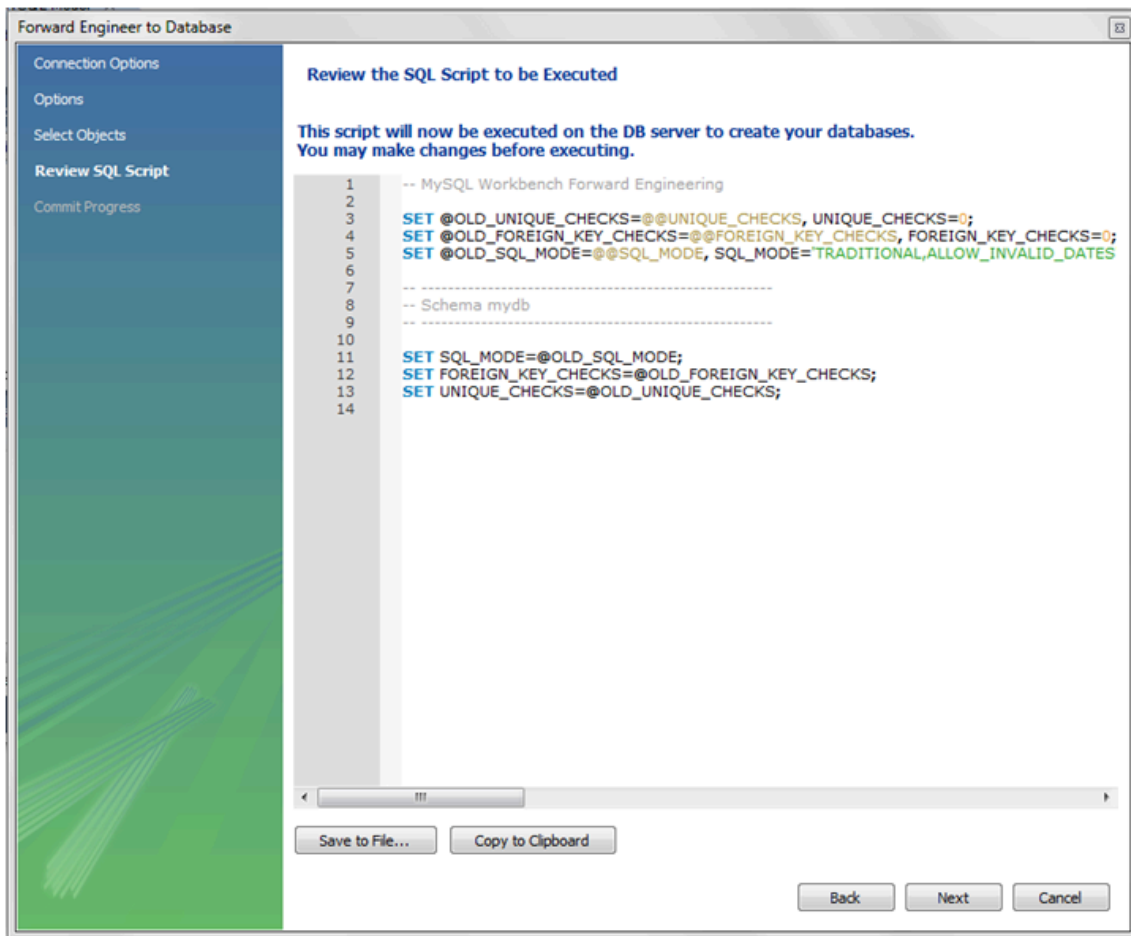 Forward Engineer to Database
Connection Options
Options
Select Objects
Review SQL Script
Commit Progress
Review the SQL Script to be Executed
This script will now be executed on the DB server to create your databases.
You may make changes before executing.
1 -- MySQL Workbench Forward Engineering
2
3 SET @OLD_UNIQUE_CHECKS=@@UNIQUE_CHECKS, UNIQUE_CHECKS=0;
4 SET @OLD_FOREIGN_KEY_CHECKS=@@FOREIGN_KEY_CHECKS, FOREIGN_KEY_CHECKS=0;
5 SET @OLD_SQL_MODE=@@SQL_MODE, SQL_MODE='TRADITIONAL,ALLOW_INVALID_DATES
6
7 -- -----------------------------------------------------
8 -- Schema mydb
9 -- -----------------------------------------------------
10
11 SET SQL_MODE=@OLD_SQL_MODE;
12 SET FOREIGN_KEY_CHECKS=@OLD_FOREIGN_KEY_CHECKS;
13 SET UNIQUE_CHECKS=@OLD_UNIQUE_CHECKS;
14
Save to File... Copy to Clipboard
Back Next Cancel